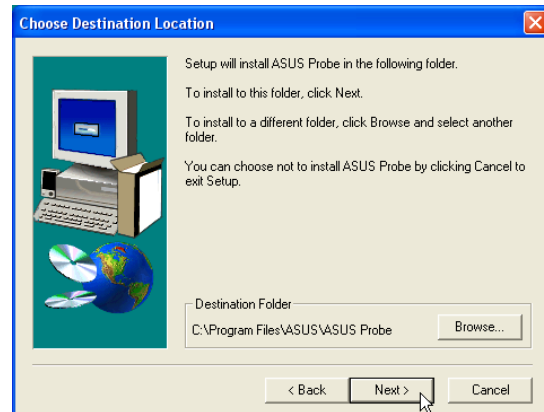 Choose Destination Location
Setup will install ASUS Probe in the following folder.
To install to this folder, click Next.
To install to a different folder, click Browse and select another
folder.
You can choose not to install ASUS Probe by clicking Cancel to
exit Setup.
Destination Folder
C:\Program Files\ASUS\ASUS Probe
Browse...
< Back
Next >
Cancel